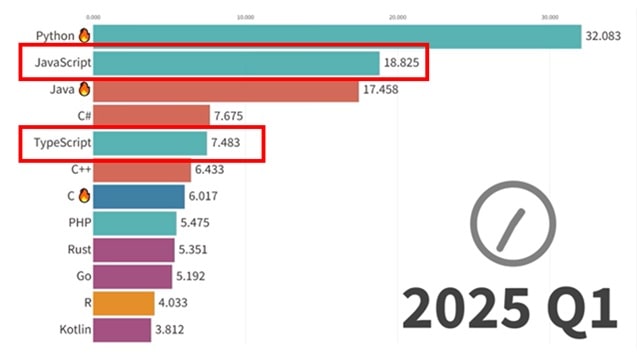 0.000 10.000 20.000 30.000
Python 🔥 32.083
JavaScript 18.825
Java 🔥 17.458
C# 7.675
TypeScript 7.483
C++ 6.433
C 🔥 6.017
PHP 5.475
Rust 5.351
Go 5.192
R 4.033
Kotlin 3.812
2025 Q1